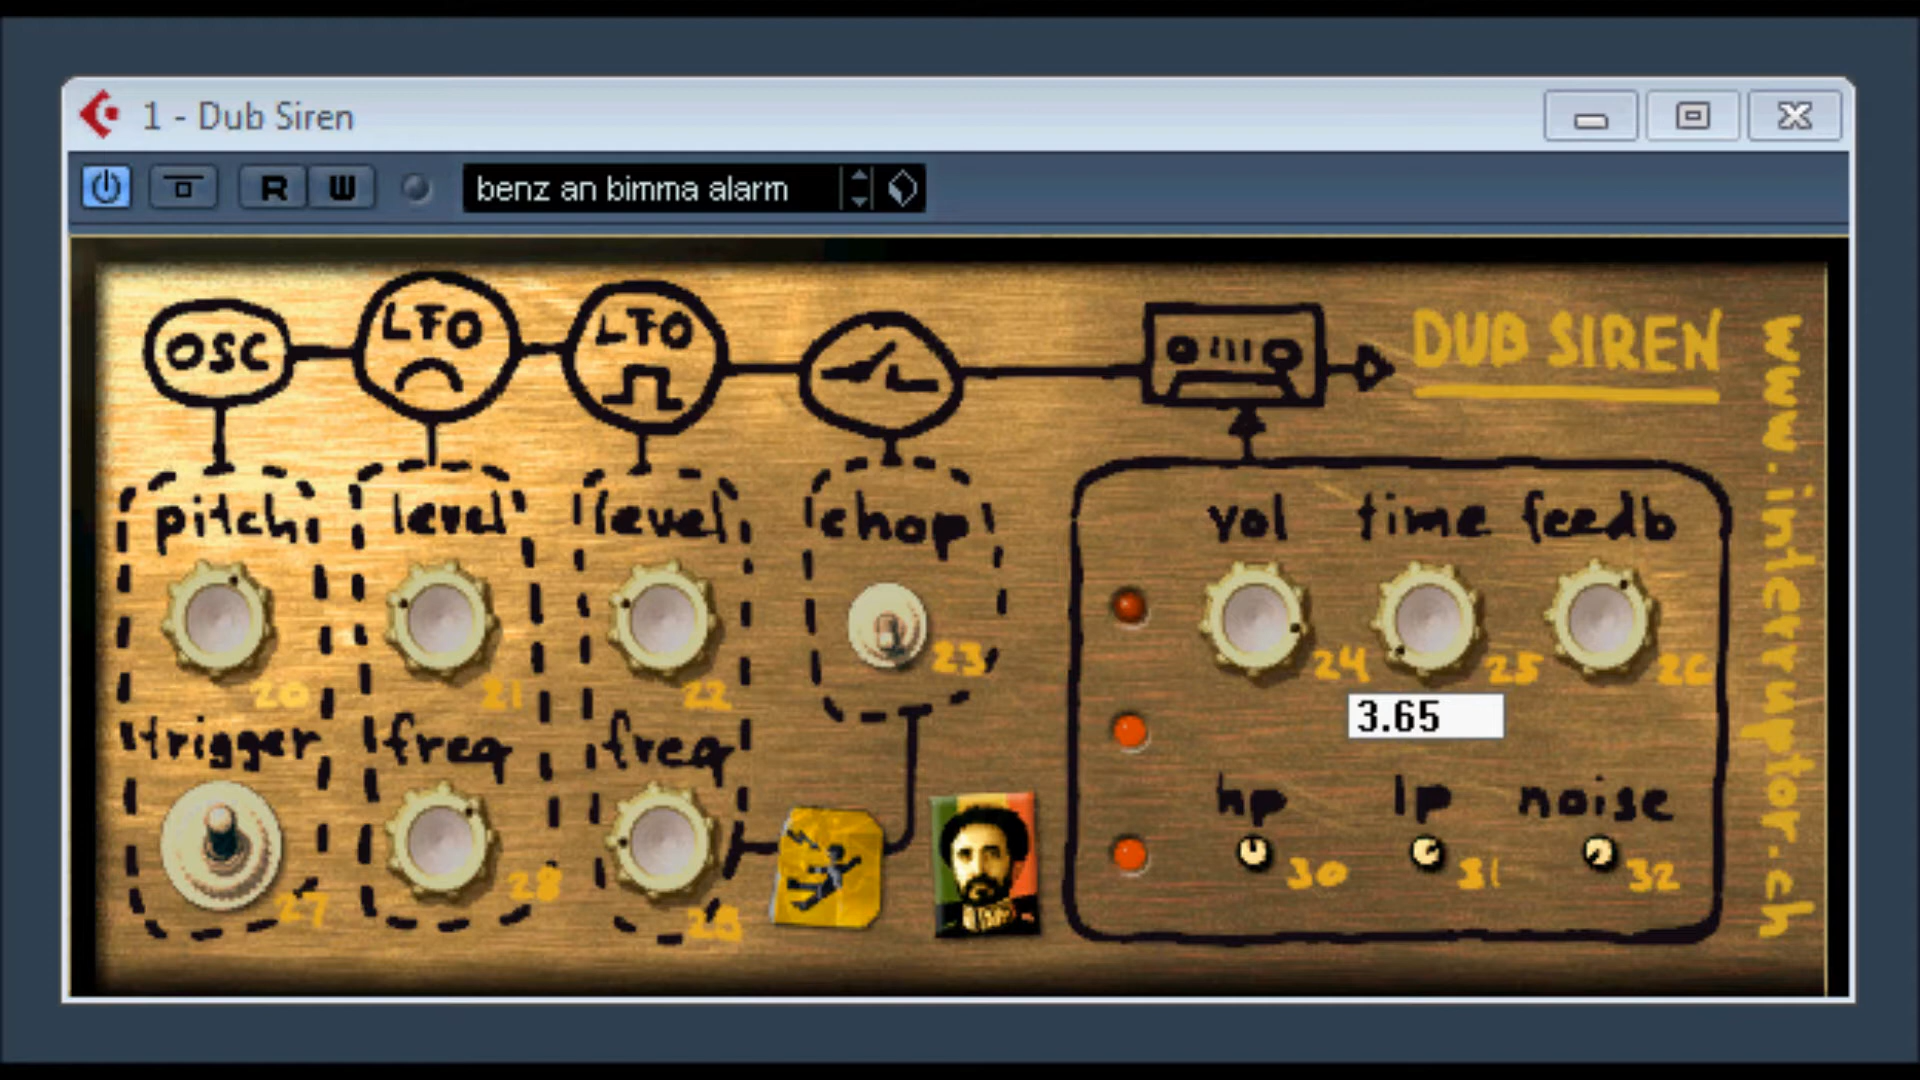 1 - Dub Siren
R W benz an bimma alarm
OSC LFO LFO DUB SIREN
www.interruptor.ch
pitch level level chop vol time feedb
20 21 22 23 24 25 26
3.65
trigger freq freq hp lp noise
27 28 30 31 32